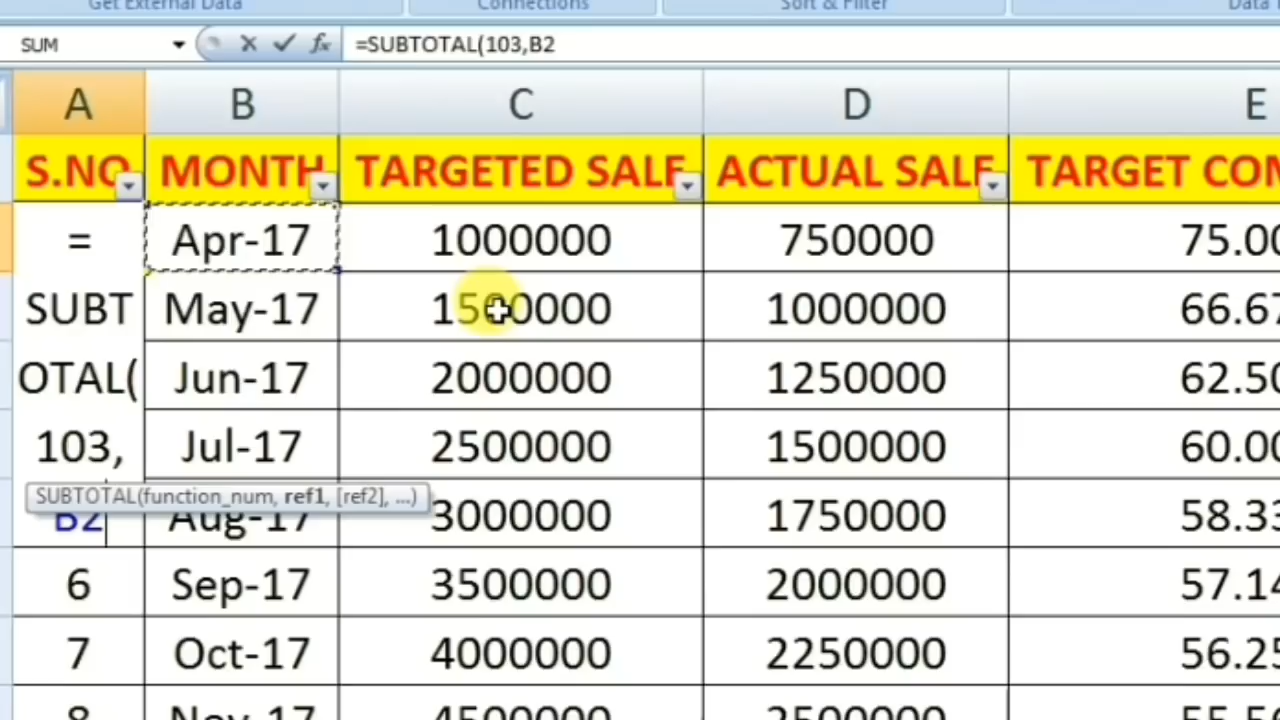 Get External Data Connections Sort & Filter Data
SUM =SUBTOTAL(103,B2
A B C D E
S.NO MONTH TARGETED SALE ACTUAL SALE TARGET
= Apr-17 1000000 750000 75.00
SUBT May-17 1500000 1000000 66.67
OTAL( Jun-17 2000000 1250000 62.50
103, Jul-17 2500000 1500000 60.00
SUBTOTAL(function_num, ref1, [ref2], ...)
B2 Aug-17 3000000 1750000 58.33
6 Sep-17 3500000 2000000 57.14
7 Oct-17 4000000 2250000 56.25
8 Nov-17 4500000 2500000 55.56